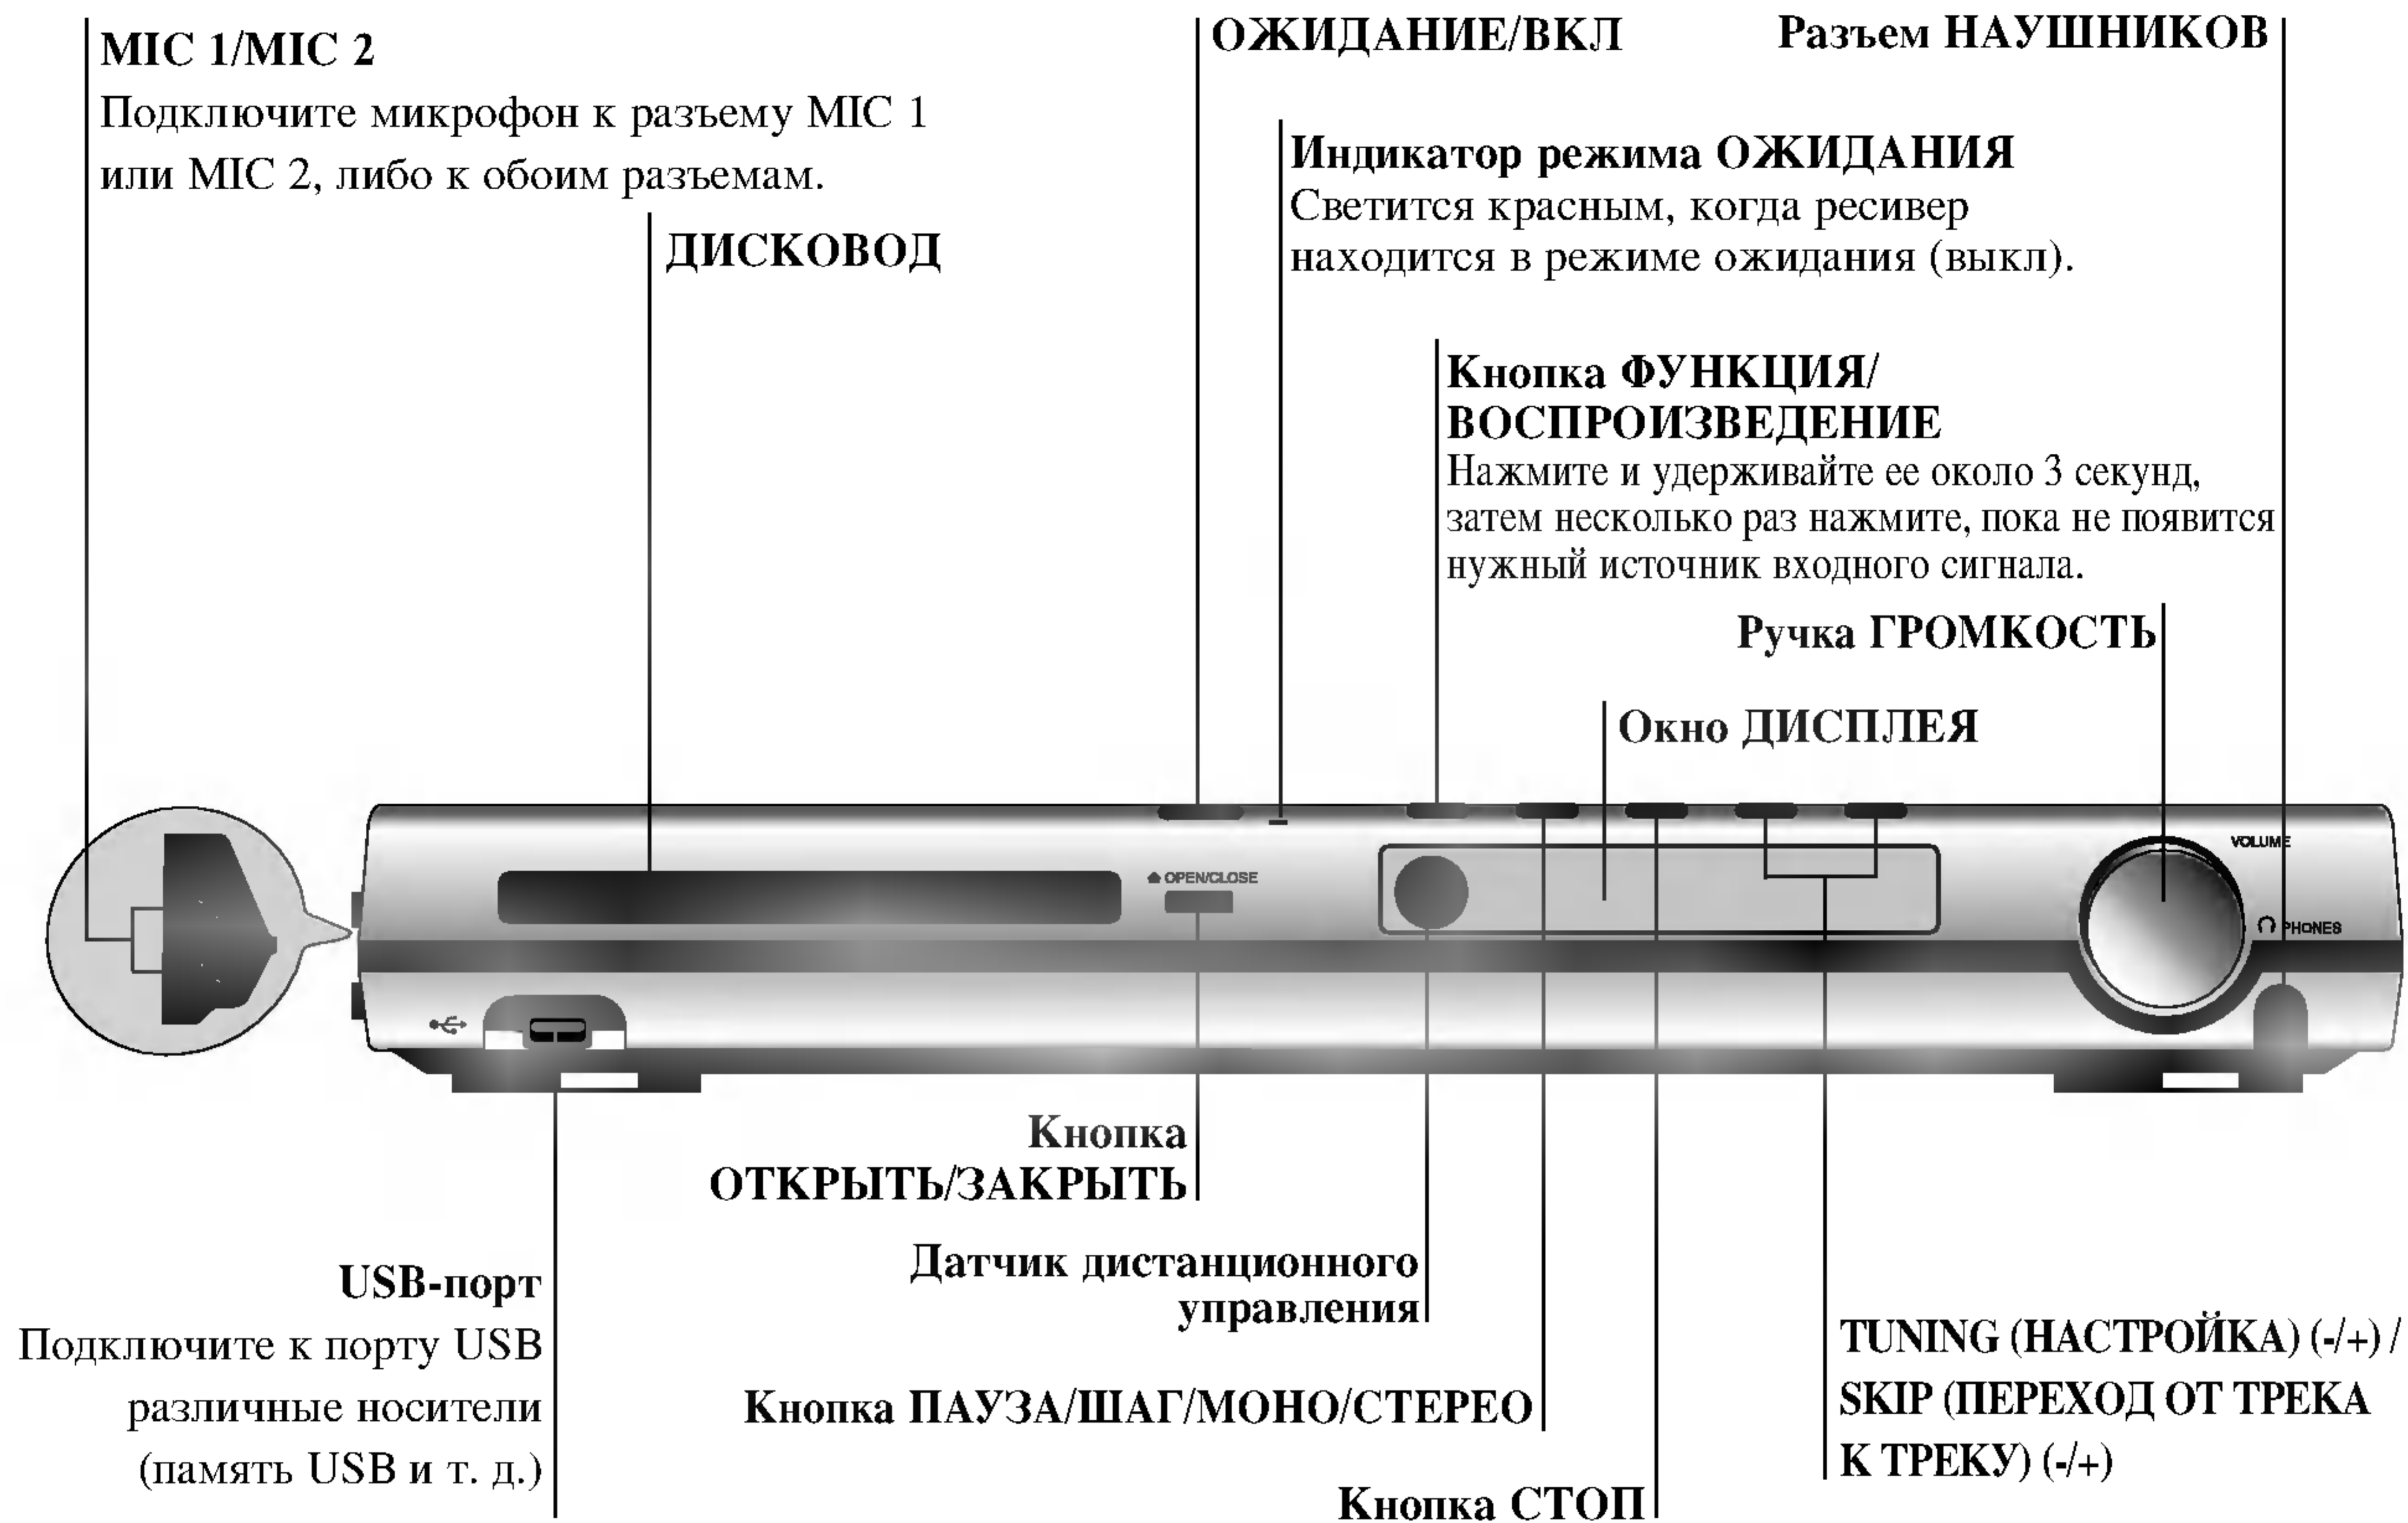 MIC 1/MIC 2
Подключите микрофон к разъему MIC 1
или MIC 2, либо к обоим разъемам.
ДИСКОВОД
ОЖИДАНИЕ/ВКЛ
Разъем НАУШНИКОВ
Индикатор режима ОЖИДАНИЯ
Светится красным, когда ресивер
находится в режиме ожидания (выкл).
Кнопка ФУНКЦИЯ/
ВОСПРОИЗВЕДЕНИЕ
Нажмите и удерживайте ее около 3 секунд,
затем несколько раз нажмите, пока не появится
нужный источник входного сигнала.
Ручка ГРОМКОСТЬ
Окно ДИСПЛЕЯ
VOLUME
OPEN/CLOSE
PHONES
Кнопка
ОТКРЫТЬ/ЗАКРЫТЬ
Датчик дистанционного
управления
USB-порт
Подключите к порту USB
различные носители
(память USB и т. д.)
Кнопка ПАУЗА/ШАГ/МОНО/СТЕРЕО
Кнопка СТОП
TUNING (НАСТРОЙКА) (-/+) /
SKIP (ПЕРЕХОД ОТ ТРЕКА
К ТРЕКУ) (-/+)